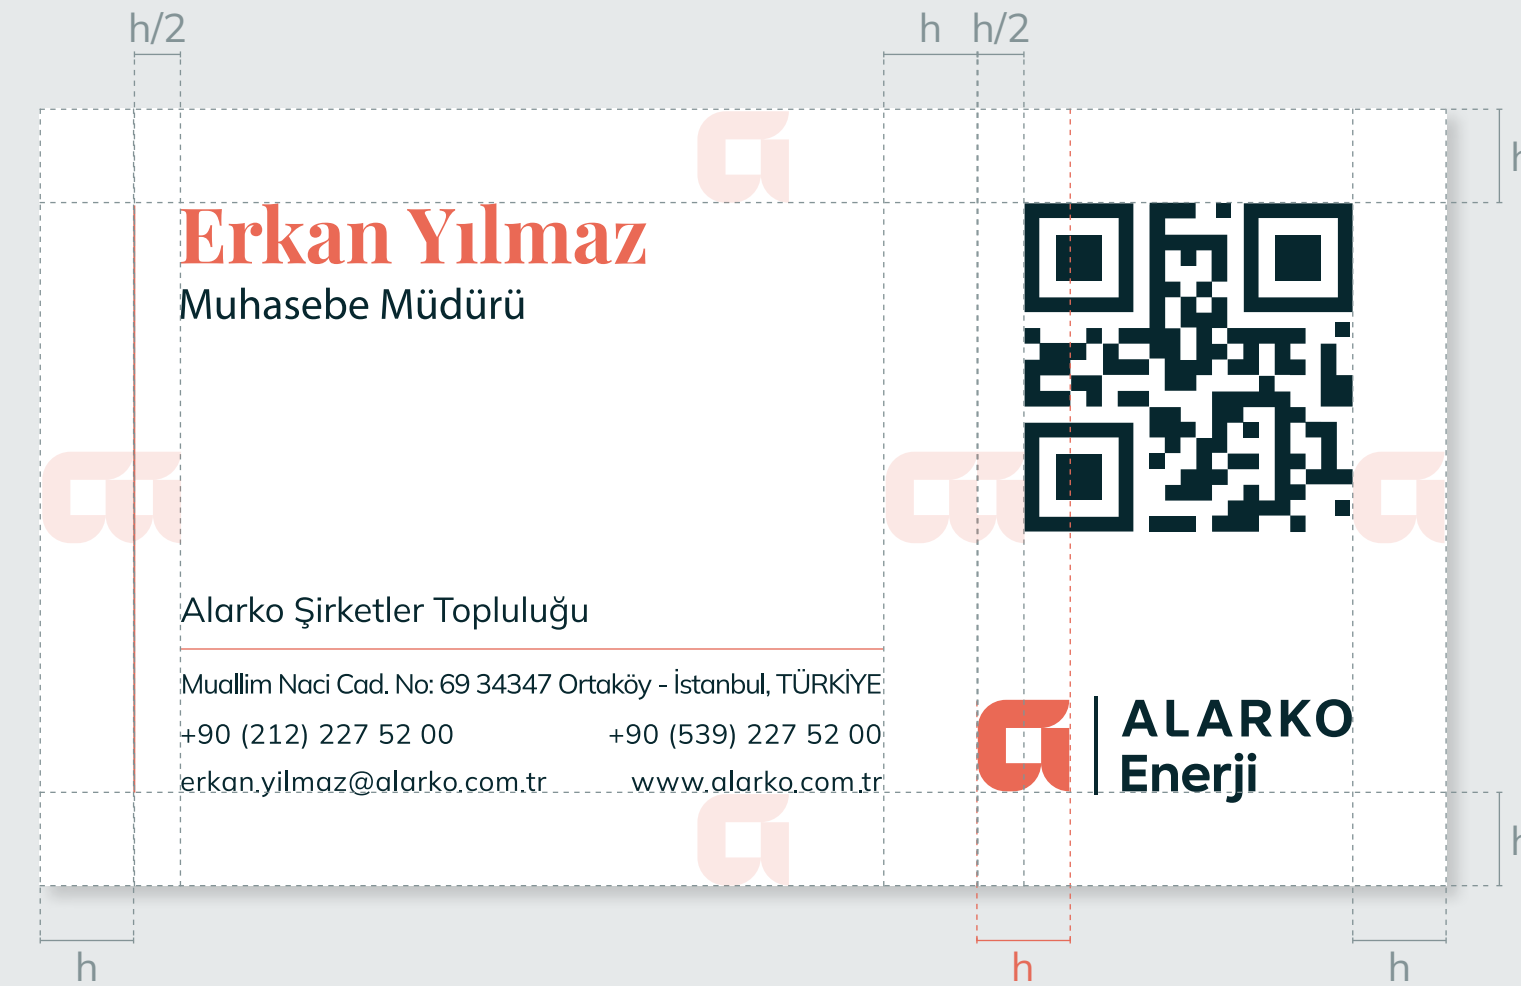 h/2
h h/2
h
Erkan Yılmaz
Muhasebe Müdürü
Alarko Şirketler Topluluğu
Muallim Naci Cad. No: 69 34347 Ortaköy - İstanbul, TÜRKİYE
+90 (212) 227 52 00 +90 (539) 227 52 00
erkan.yilmaz@alarko.com.tr www.alarko.com.tr
ALARKO
Enerji
h
h
h
h